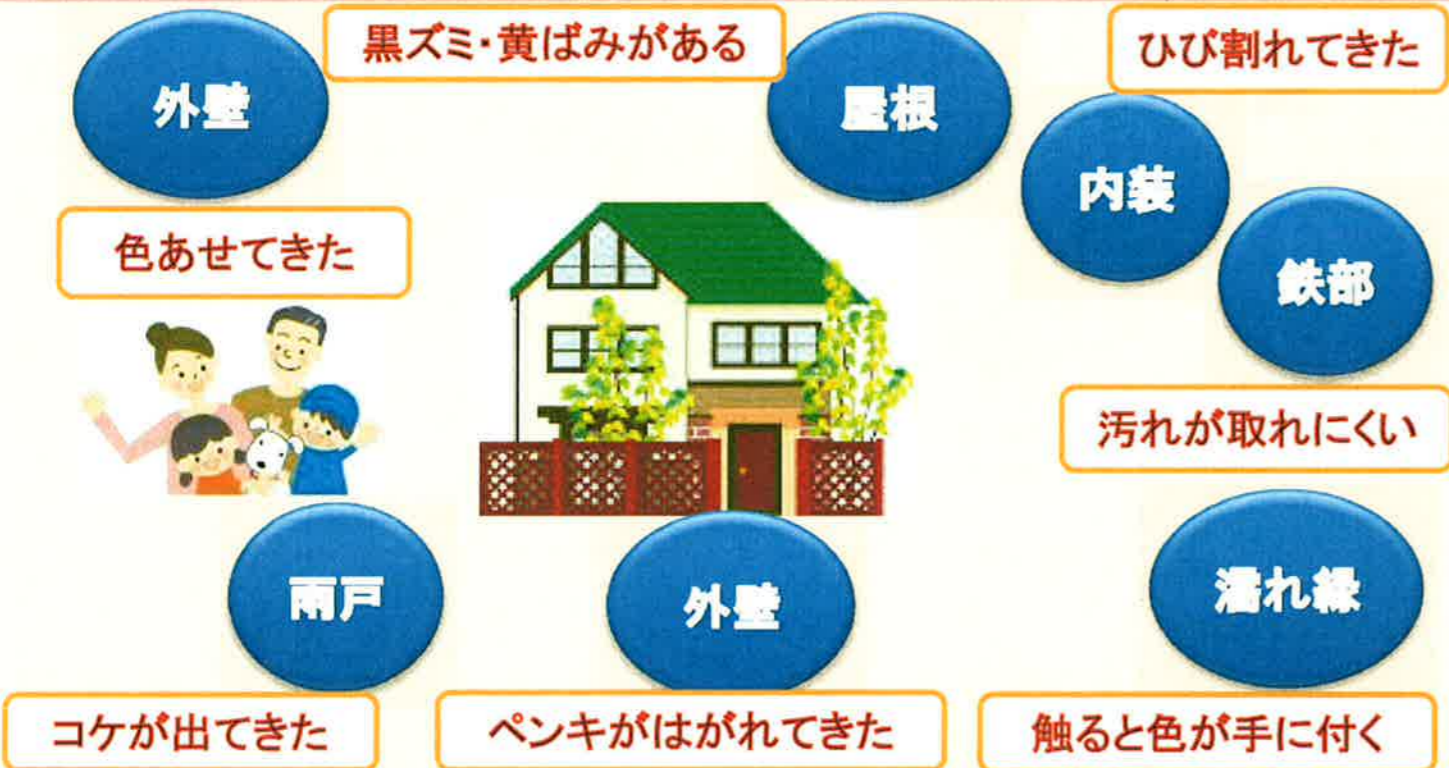 黒ズミ・黄ばみがある
ひび割れてきた
外壁
屋根
内装
色あせてきた
鉄部
汚れが取れにくい
雨戸
外壁
濡れ縁
コケが出てきた
ペンキがはがれてきた
触ると色が手に付く